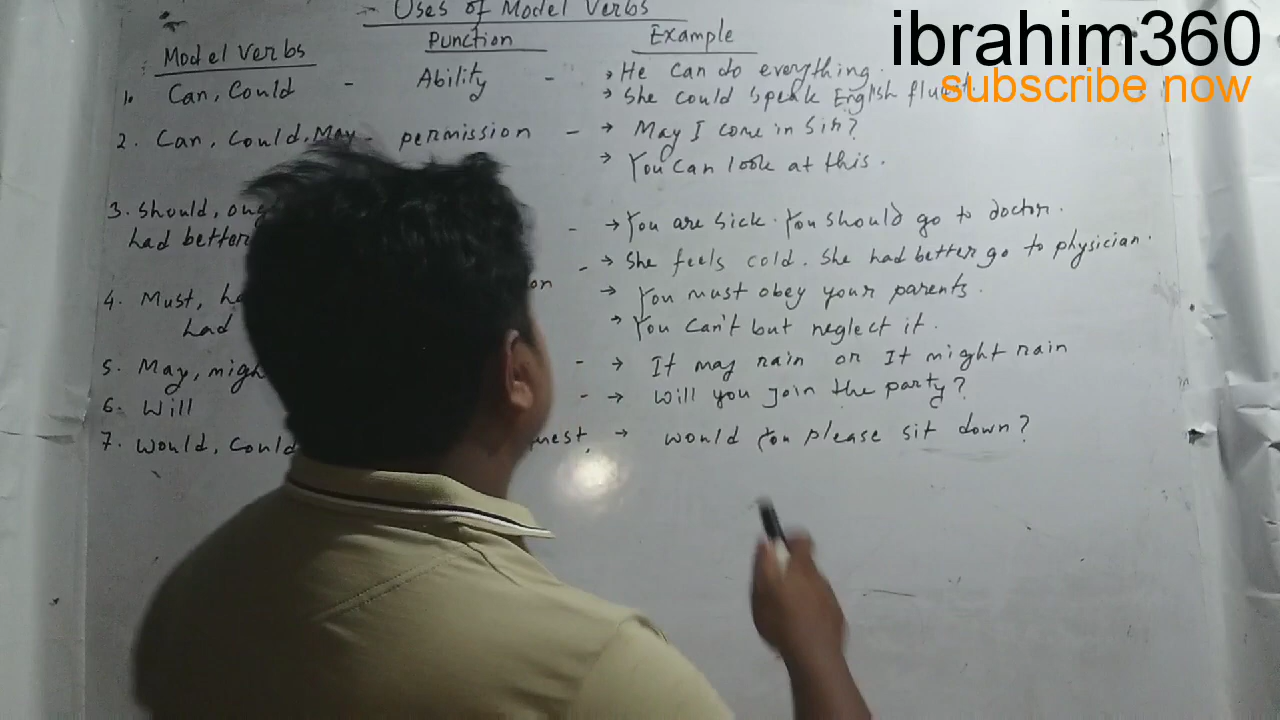 Uses of Model Verbs
ibrahim360
subscribe now
Model Verbs Function Example
1. Can, Could - Ability - → He can do everything.
→ She could speak English
2. Can, Could, May - permission - → May I come in Sir?
→ You can look at this.
3. Should, - → You are sick. You should go to doctor.
had better - → She feels cold. She had better go to physician.
4. Must, → You must obey your parents.
had → You can't but neglect it.
5. May, - → It may rain or It might rain
6. Will - → Will you join the party?
7. Would, Could → would you please sit down?